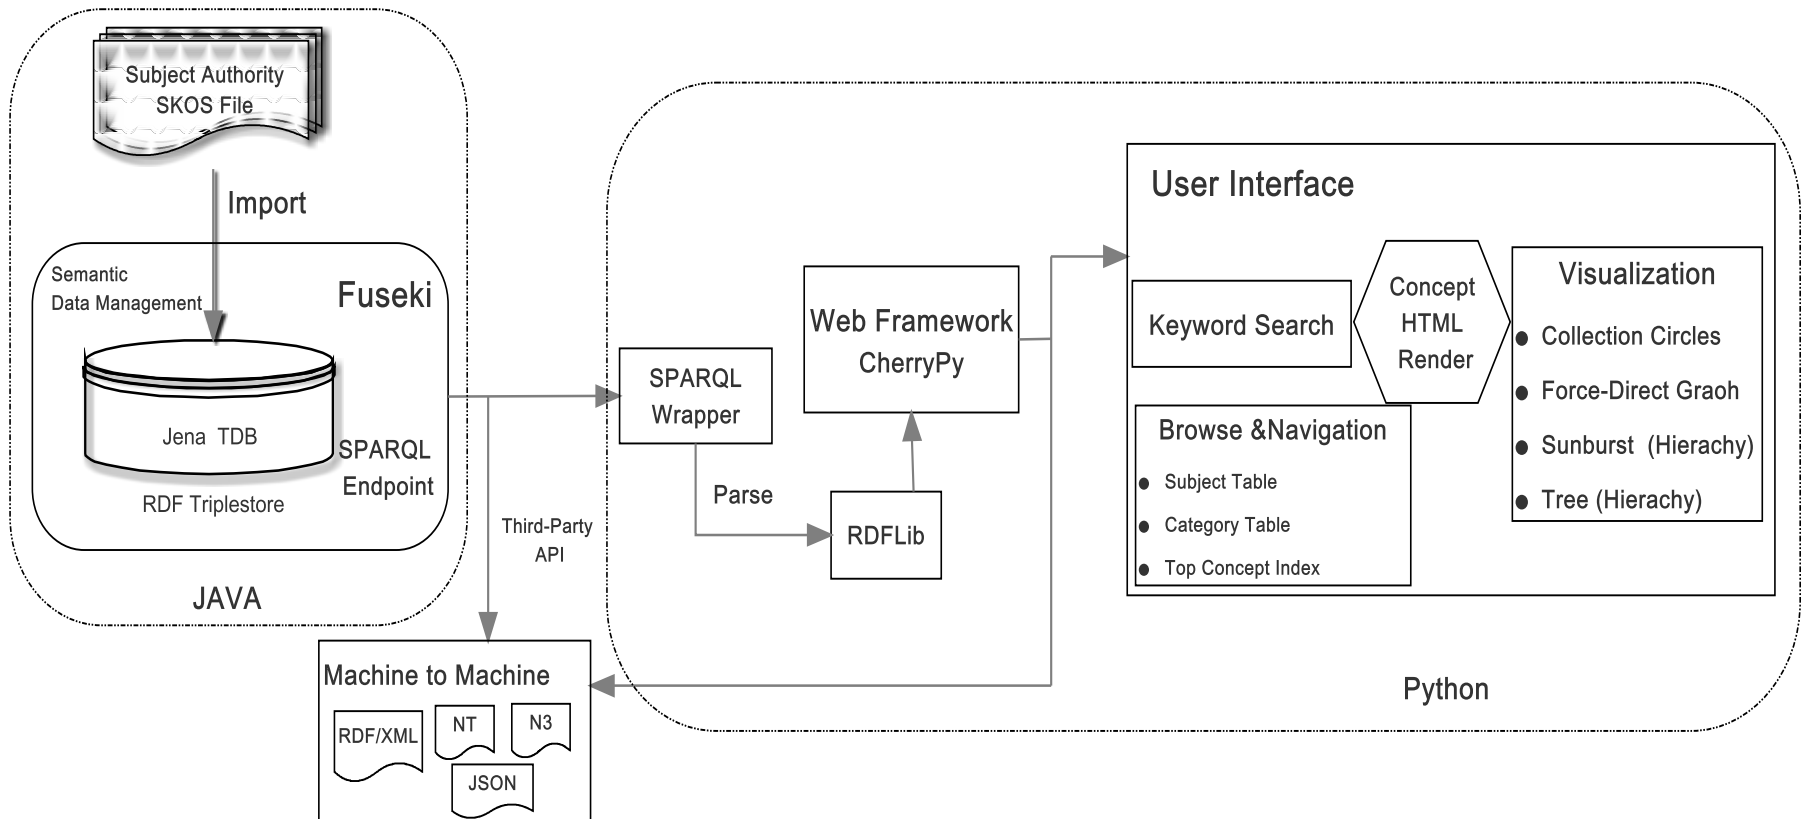 Subject Authority
SKOS File
Import
Semantic
Data Management
Fuseki
Jena TDB
SPARQL
Endpoint
RDF Triplestore
JAVA
Third-Party
API
Machine to Machine
RDF/XML
NT
N3
JSON
SPARQL
Wrapper
Parse
RDFLib
Web Framework
CherryPy
User Interface
Keyword Search
Concept
HTML
Render
Browse &Navigation
Subject Table
Category Table
Top Concept Index
Visualization
Collection Circles
Force-Direct Graoh
Sunburst (Hierachy)
Tree (Hierachy)
Python